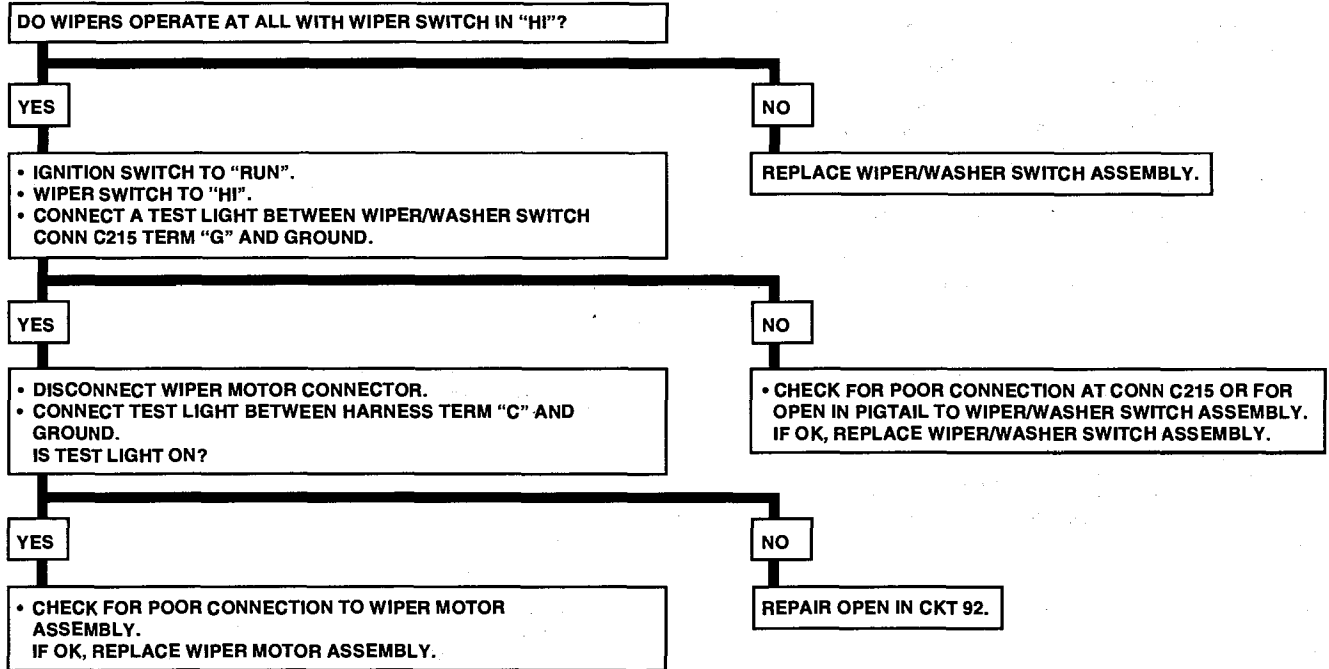 DO WIPERS OPERATE AT ALL WITH WIPER SWITCH IN "HI"?
YES
NO
• IGNITION SWITCH TO "RUN".
• WIPER SWITCH TO "HI".
• CONNECT A TEST LIGHT BETWEEN WIPER/WASHER SWITCH
CONN C215 TERM "G" AND GROUND.
REPLACE WIPER/WASHER SWITCH ASSEMBLY.
YES
NO
• DISCONNECT WIPER MOTOR CONNECTOR.
• CONNECT TEST LIGHT BETWEEN HARNESS TERM "C" AND
GROUND.
IS TEST LIGHT ON?
• CHECK FOR POOR CONNECTION AT CONN C215 OR FOR
OPEN IN PIGTAIL TO WIPER/WASHER SWITCH ASSEMBLY.
IF OK, REPLACE WIPER/WASHER SWITCH ASSEMBLY.
YES
NO
• CHECK FOR POOR CONNECTION TO WIPER MOTOR
ASSEMBLY.
IF OK, REPLACE WIPER MOTOR ASSEMBLY.
REPAIR OPEN IN CKT 92.